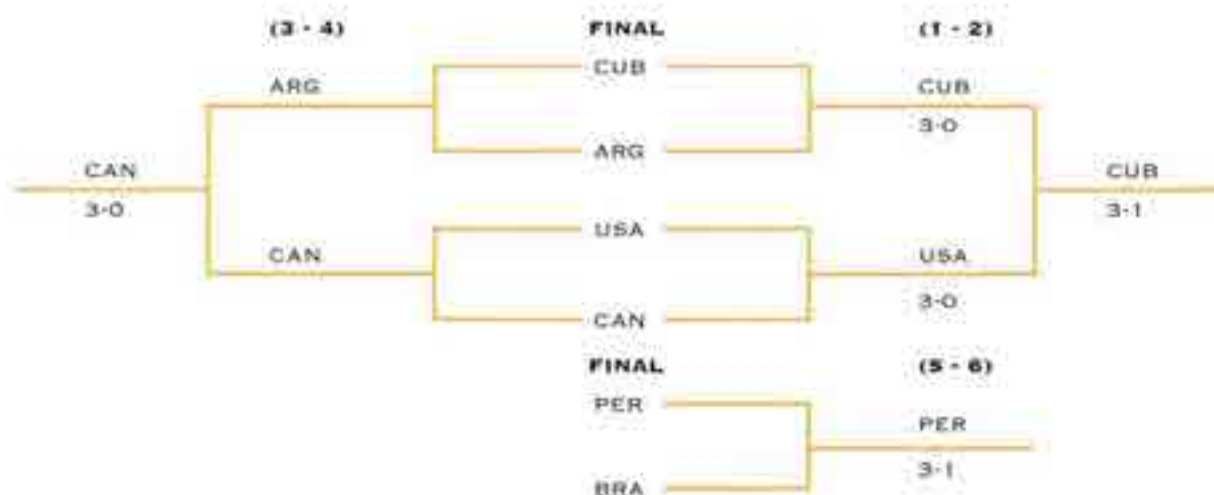 (3 - 4) FINAL (1 - 2)
CUB
ARG CUB
3-0
ARG
CAN CUB
3-0 3-1
USA
CAN USA
3-0
CAN
FINAL (5 - 6)
PER
PER
3-1
BRA